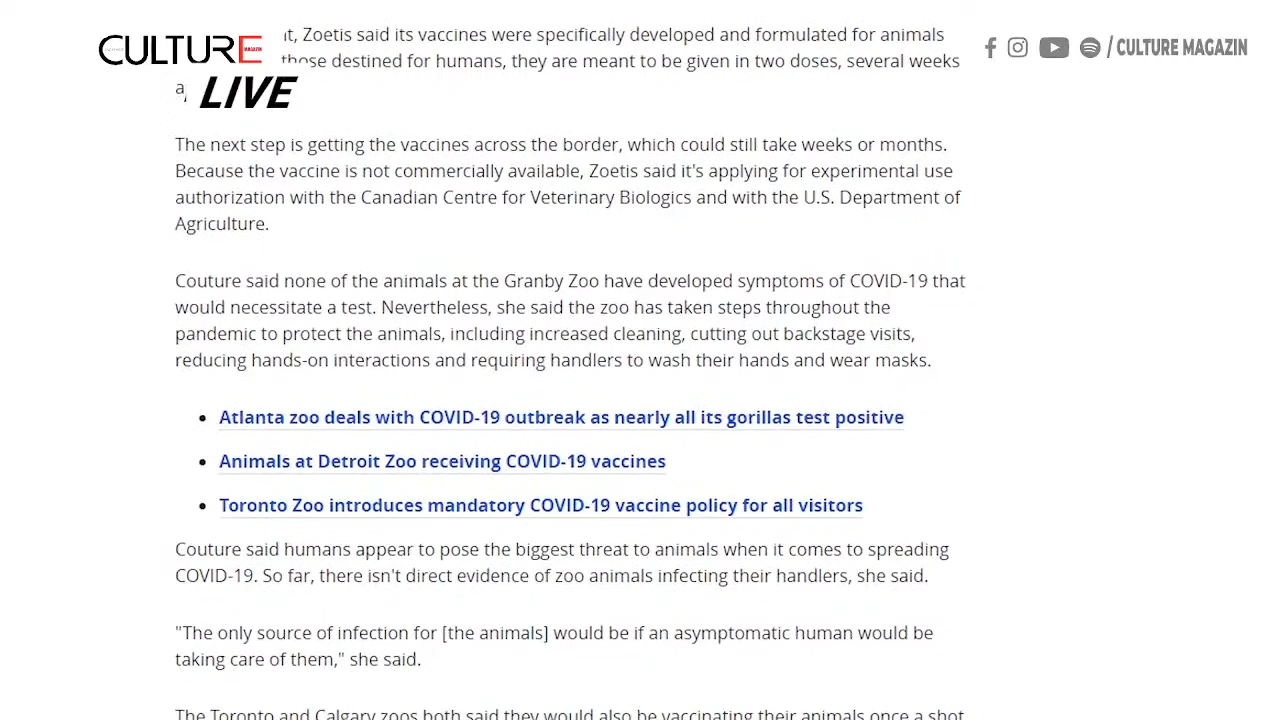 CULTURE MAGAZIN
LIVE
/ CULTURE MAGAZIN
t, Zoetis said its vaccines were specifically developed and formulated for animals
those destined for humans, they are meant to be given in two doses, several weeks
The next step is getting the vaccines across the border, which could still take weeks or months.
Because the vaccine is not commercially available, Zoetis said it's applying for experimental use
authorization with the Canadian Centre for Veterinary Biologics and with the U.S. Department of
Agriculture.
Couture said none of the animals at the Granby Zoo have developed symptoms of COVID-19 that
would necessitate a test. Nevertheless, she said the zoo has taken steps throughout the
pandemic to protect the animals, including increased cleaning, cutting out backstage visits,
reducing hands-on interactions and requiring handlers to wash their hands and wear masks.
• Atlanta zoo deals with COVID-19 outbreak as nearly all its gorillas test positive
• Animals at Detroit Zoo receiving COVID-19 vaccines
• Toronto Zoo introduces mandatory COVID-19 vaccine policy for all visitors
Couture said humans appear to pose the biggest threat to animals when it comes to spreading
COVID-19. So far, there isn't direct evidence of zoo animals infecting their handlers, she said.
"The only source of infection for [the animals] would be if an asymptomatic human would be
taking care of them," she said.
The Toronto and Calgary zoos both said they would also be vaccinating their animals once a shot